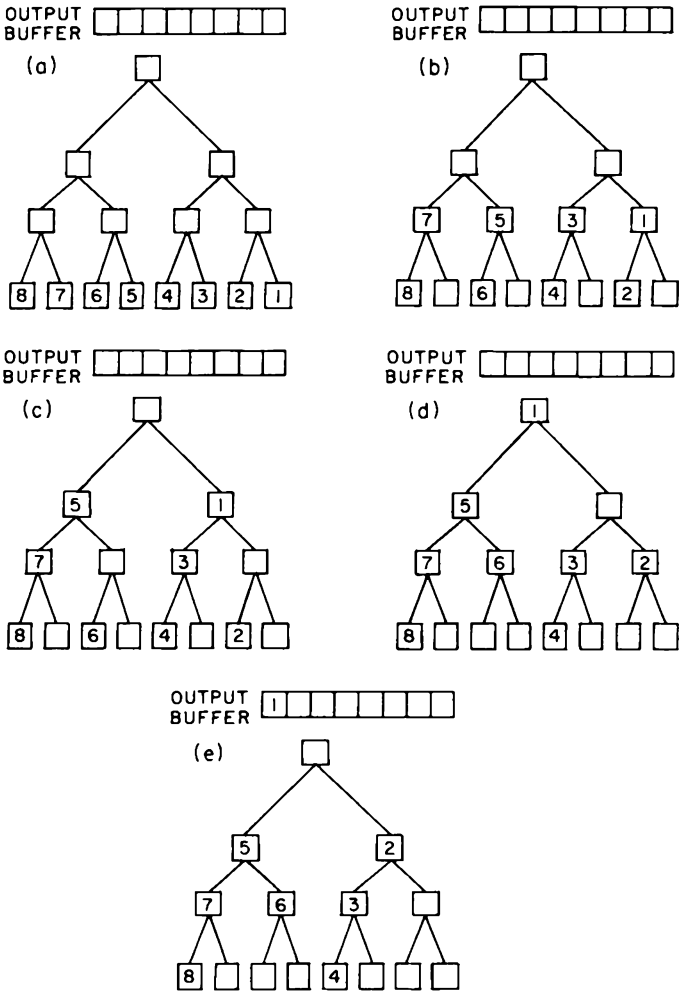 OUTPUT
BUFFER
(a)
8 7 6 5 4 3 2 1
OUTPUT
BUFFER
(b)
7 5 3 1
8 6 4 2
OUTPUT
BUFFER
(c)
5 1
7 3
8 6 4 2
OUTPUT
BUFFER
(d)
1
5
7 6 3 2
8 4
OUTPUT
BUFFER
1
(e)
5 2
7 6 3
8 4